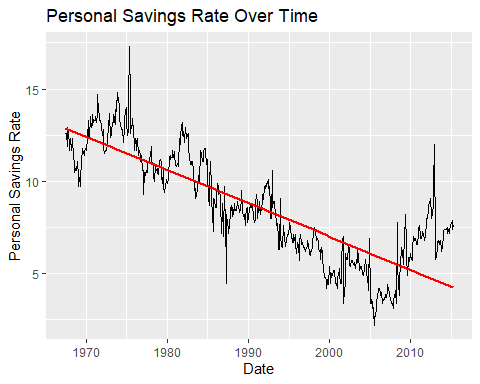 Personal Savings Rate Over Time
Personal Savings Rate
15
10
5
1970 1980 1990 2000 2010
Date